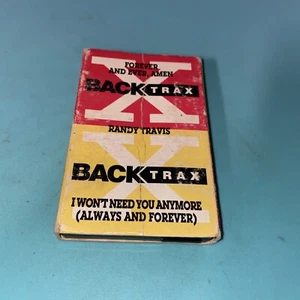 FOREVER
AND EVER, AMEN
BACK TRAX
RANDY TRAVIS
BACK TRAX
I WON'T NEED YOU ANYMORE
(ALWAYS AND FOREVER)